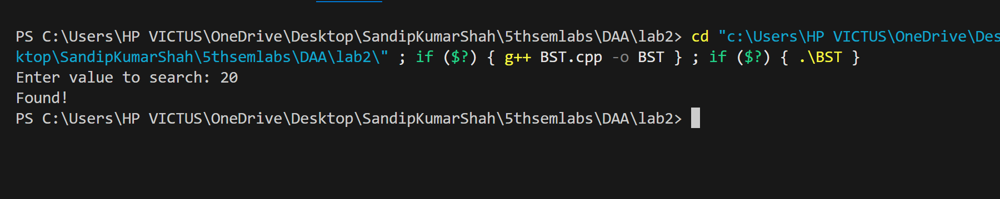 PS C:\Users\HP VICTUS\OneDrive\Desktop\SandipKumarShah\5thsemlabs\DAA\lab2> cd "c:\Users\HP VICTUS\OneDrive\Des
ktop\SandipKumarShah\5thsemlabs\DAA\lab2\" ; if ($?) { g++ BST.cpp -o BST } ; if ($?) { .\BST }
Enter value to search: 20
Found!
PS C:\Users\HP VICTUS\OneDrive\Desktop\SandipKumarShah\5thsemlabs\DAA\lab2>